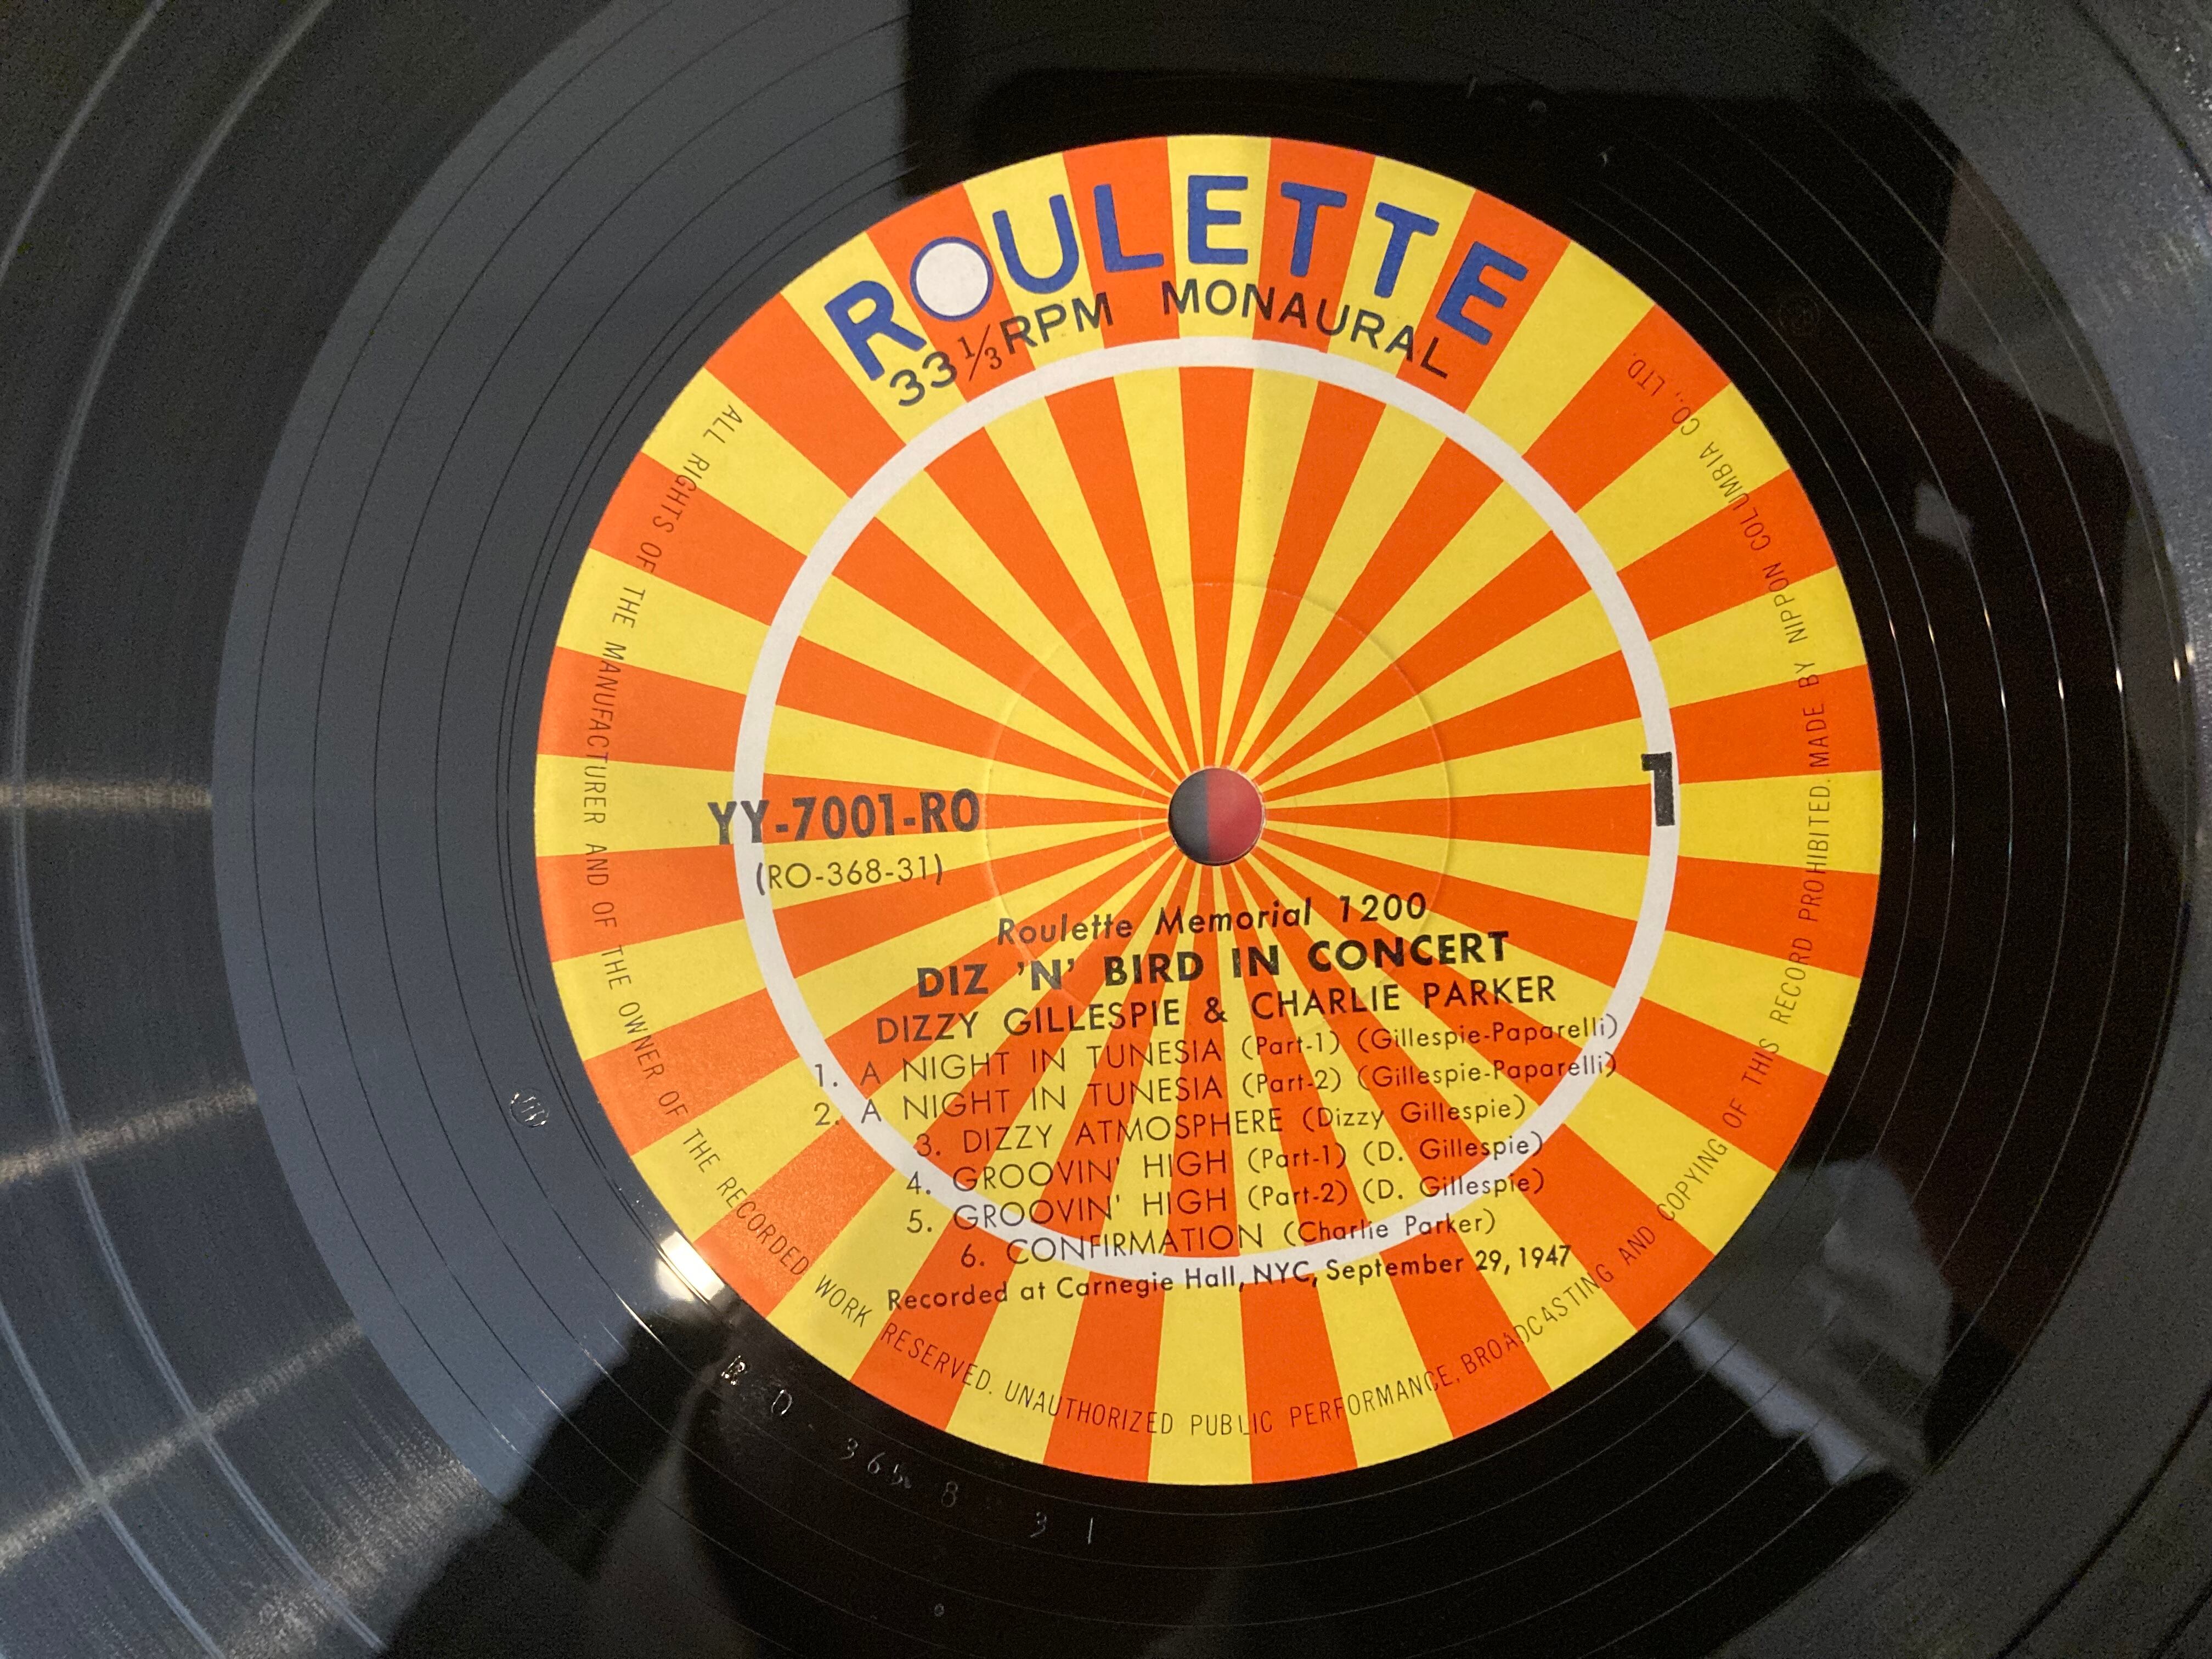 ROULETTE
33⅓ RPM MONAURAL
YY-7001-RO
(RO-368-31)
1
Roulette Memorial 1200
DIZ 'N' BIRD IN CONCERT
DIZZY GILLESPIE & CHARLIE PARKER
1. A NIGHT IN TUNESIA (Part-1) (Gillespie-Paparelli)
2. A NIGHT IN TUNESIA (Part-2) (Gillespie-Paparelli)
3. DIZZY ATMOSPHERE (Dizzy Gillespie)
4. GROOVIN' HIGH (Part-1) (D. Gillespie)
5. GROOVIN' HIGH (Part-2) (D. Gillespie)
6. CONFIRMATION (Charlie Parker)
Recorded at Carnegie Hall, NYC, September 29, 1947
ALL RIGHTS OF THE MANUFACTURER AND OF THE OWNER OF THE RECORDED WORK RESERVED. UNAUTHORIZED PUBLIC PERFORMANCE, BROADCASTING AND COPYING OF THIS RECORD PROHIBITED. MADE BY NIPPON COLUMBIA CO., LTD.